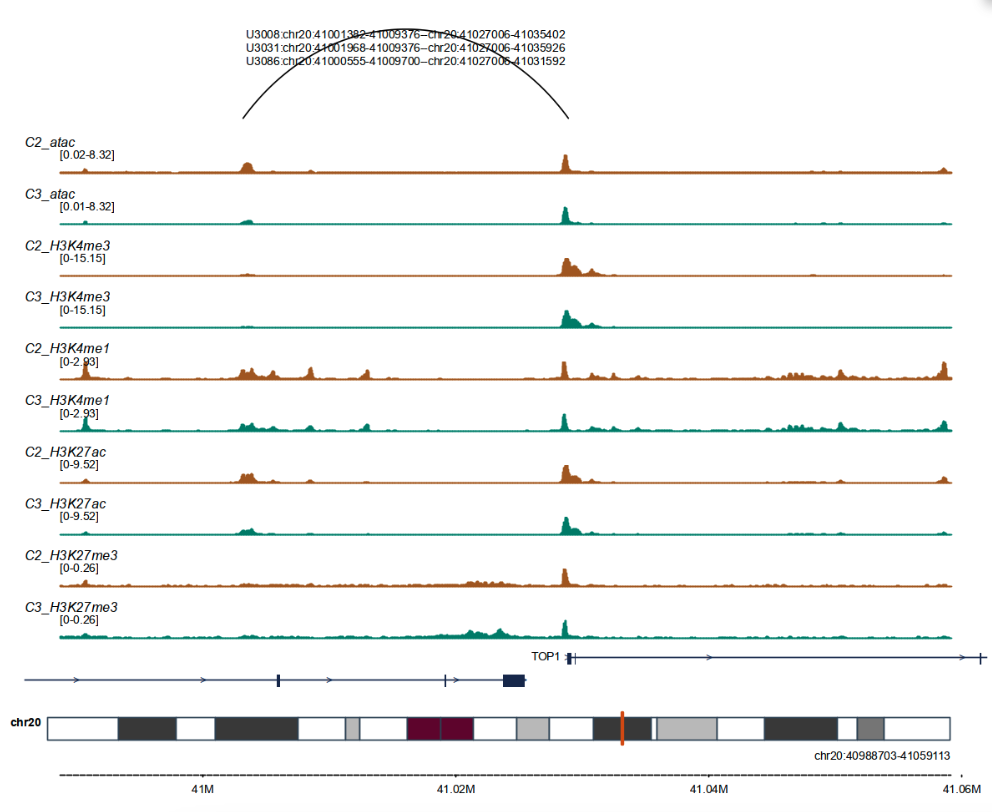 U3008:chr20:41001382-41009376–chr20:41027006-41035402
U3031:chr20:41001968-41009376–chr20:41027006-41035926
U3086:chr20:41000555-41009700–chr20:41027006-41031592
C2_atac
[0.02-8.32]
C3_atac
[0.01-8.32]
C2_H3K4me3
[0-15.15]
C3_H3K4me3
[0-15.15]
C2_H3K4me1
[0-2.93]
C3_H3K4me1
[0-2.93]
C2_H3K27ac
[0-9.52]
C3_H3K27ac
[0-9.52]
C2_H3K27me3
[0-0.26]
C3_H3K27me3
[0-0.26]
TOP1
chr20
chr20:40988703-41059113
41M 41.02M 41.04M 41.06M